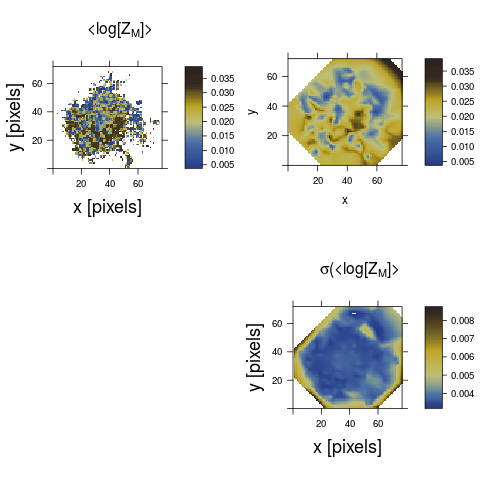 <log[Z_M]>
60
40
20
20 40 60
x [pixels]
y [pixels]
0.035
0.030
0.025
0.020
0.015
0.010
0.005
60
40
20
20 40 60
x
y
0.035
0.030
0.025
0.020
0.015
0.010
0.005
σ(<log[Z_M]>
60
40
20
20 40 60
x [pixels]
y [pixels]
0.008
0.007
0.006
0.005
0.004